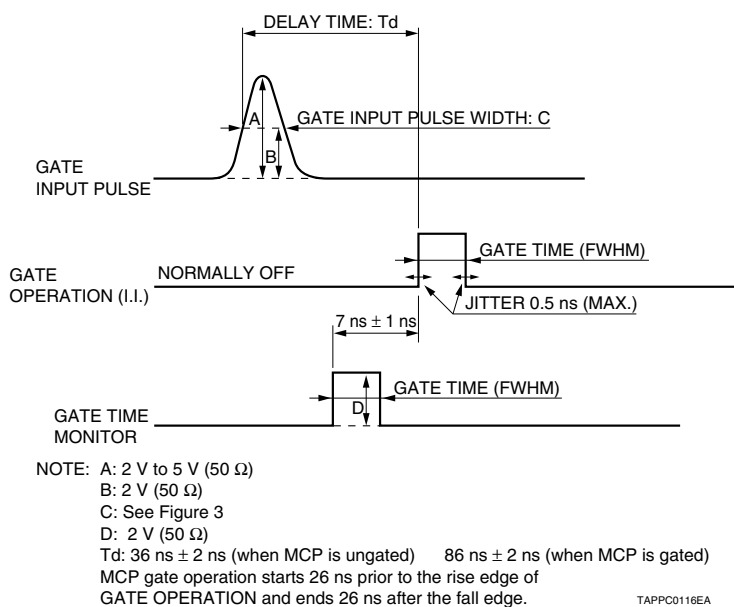 DELAY TIME: Td
A
GATE INPUT PULSE WIDTH: C
B
GATE
INPUT PULSE
GATE TIME (FWHM)
GATE
OPERATION (I.I.)
NORMALLY OFF
JITTER 0.5 ns (MAX.)
7 ns ± 1 ns
GATE TIME (FWHM)
D
GATE TIME
MONITOR
NOTE: A: 2 V to 5 V (50 Ω)
B: 2 V (50 Ω)
C: See Figure 3
D: 2 V (50 Ω)
Td: 36 ns ± 2 ns (when MCP is ungated) 86 ns ± 2 ns (when MCP is gated)
MCP gate operation starts 26 ns prior to the rise edge of
GATE OPERATION and ends 26 ns after the fall edge.
TAPPC0116EA